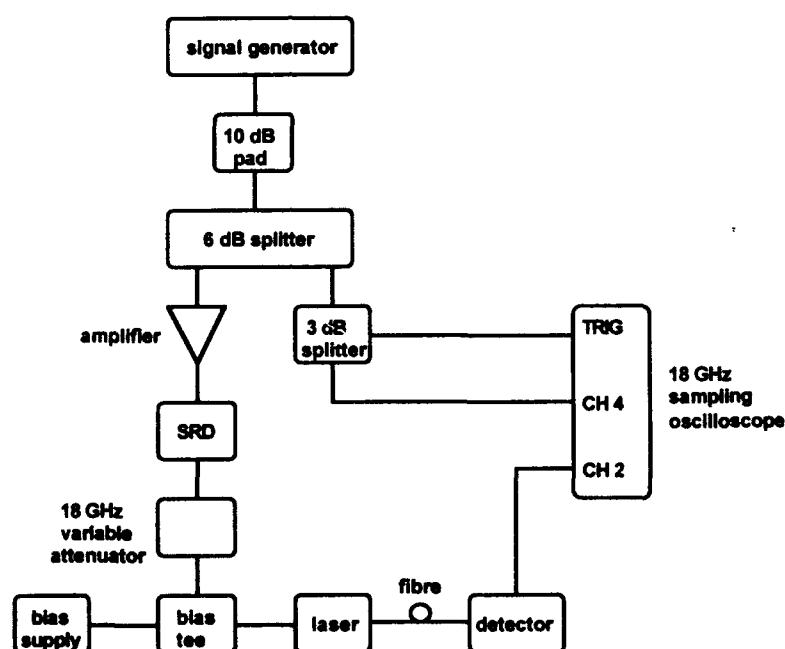 signal generator
10 dB
pad
6 dB splitter
amplifier
3 dB
splitter
TRIG
CH 4
CH 2
18 GHz
sampling
oscilloscope
SRD
18 GHz
variable
attenuator
bias
supply
bias
tee
laser
fibre
detector